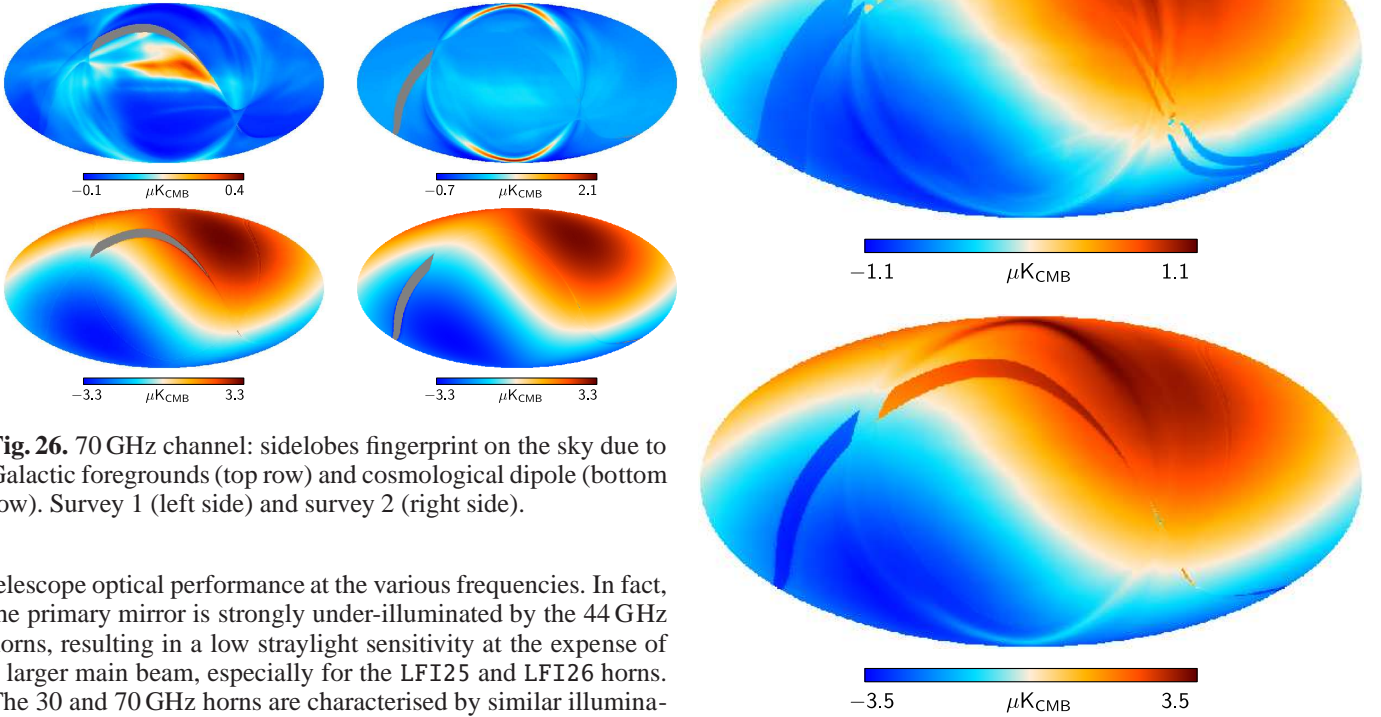 −0.1 μK_CMB 0.4
−0.7 μK_CMB 2.1
−3.3 μK_CMB 3.3
−3.3 μK_CMB 3.3
ig. 26. 70 GHz channel: sidelobes fingerprint on the sky due to
Galactic foregrounds (top row) and cosmological dipole (bottom
ow). Survey 1 (left side) and survey 2 (right side).
elescope optical performance at the various frequencies. In fact,
he primary mirror is strongly under-illuminated by the 44 GHz
orns, resulting in a low straylight sensitivity at the expense of
larger main beam, especially for the LFI25 and LFI26 horns.
The 30 and 70 GHz horns are characterised by similar illumina-
−1.1 μK_CMB 1.1
−3.5 μK_CMB 3.5